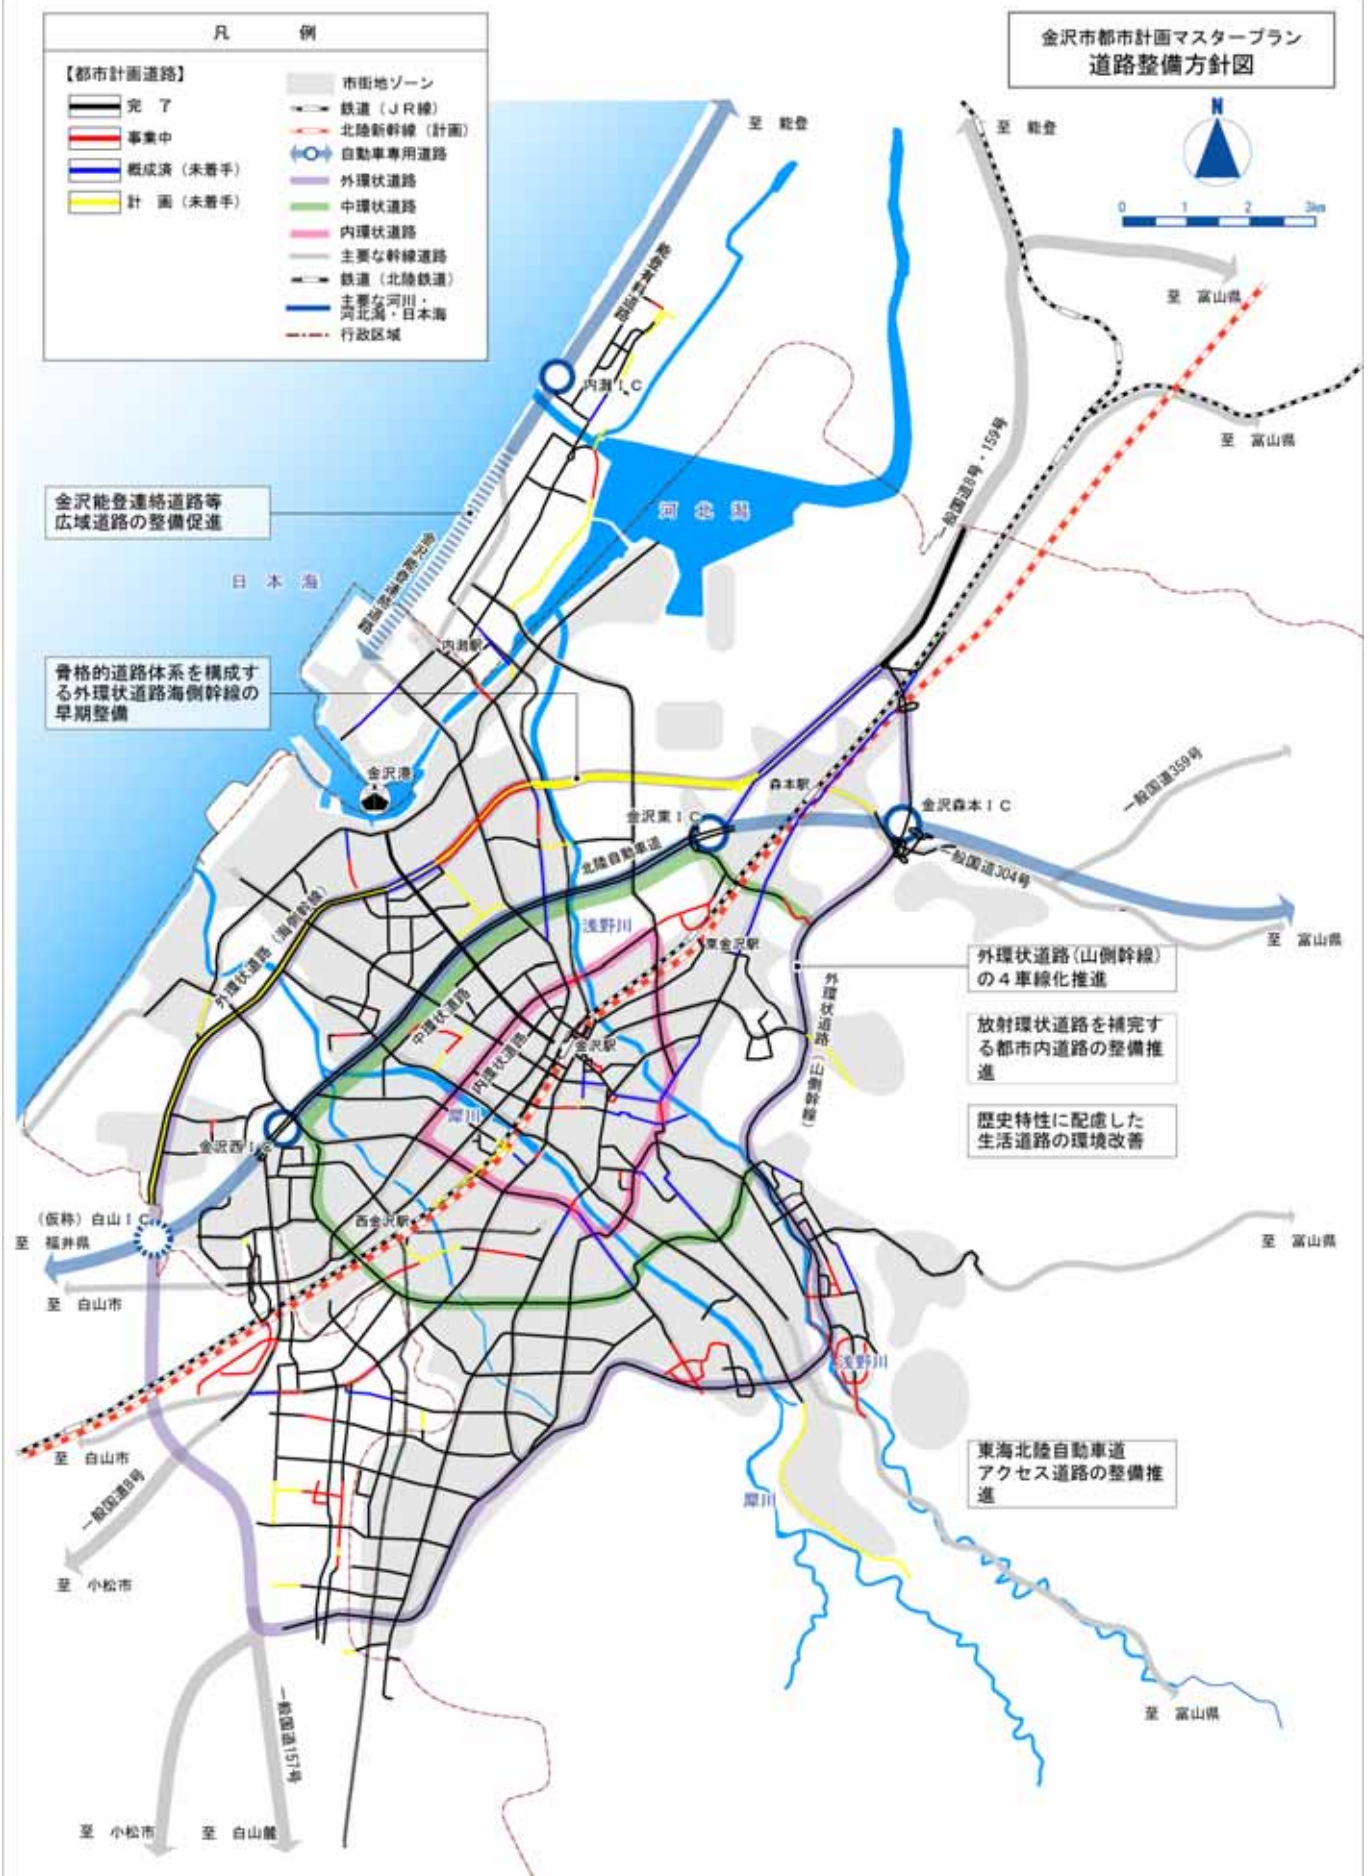 凡　例
【都市計画道路】
完　了
事業中
概成済（未着手）
計　画（未着手）
市街地ゾーン
鉄道（ＪＲ線）
北陸新幹線（計画）
自動車専用道路
外環状道路
中環状道路
内環状道路
主要な幹線道路
鉄道（北陸鉄道）
主要な河川・
河北潟・日本海
行政区域
金沢市都市計画マスタープラン
道路整備方針図
N
0 1 2 3km
至　能登
至　能登
至　富山県
至　富山県
能登有料道路
内灘ＩＣ
一般国道8号・159号
河　北　潟
金沢能登連絡道路等
広域道路の整備促進
金沢能登連絡道路
日　本　海
内灘駅
骨格的道路体系を構成す
る外環状道路海側幹線の
早期整備
金沢港
森本駅
金沢東ＩＣ
金沢森本ＩＣ
一般国道359号
一般国道304号
北陸自動車道
外環状道路（海側幹線）
浅野川
東金沢駅
至　富山県
外環状道路(山側幹線)
の４車線化推進
外環状道路（山側幹線）
中環状道路
内環状道路
金沢駅
放射環状道路を補完す
る都市内道路の整備推
進
犀川
歴史特性に配慮した
生活道路の環境改善
金沢西ＩＣ
（仮称）白山ＩＣ
西金沢駅
至　福井県
至　富山県
至　白山市
浅野川
至　白山市
東海北陸自動車道
アクセス道路の整備推
進
一般国道8号
犀川
至　小松市
一般国道157号
至　富山県
至　小松市
至　白山麓